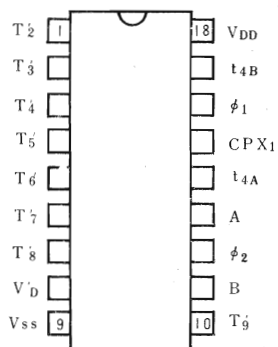 T'2 1 18 VDD
T'3 t4B
T'4 ϕ1
T'5 CPX1
T'6 t4A
T'7 A
T'8 ϕ2
V'D B
Vss 9 10 T'9